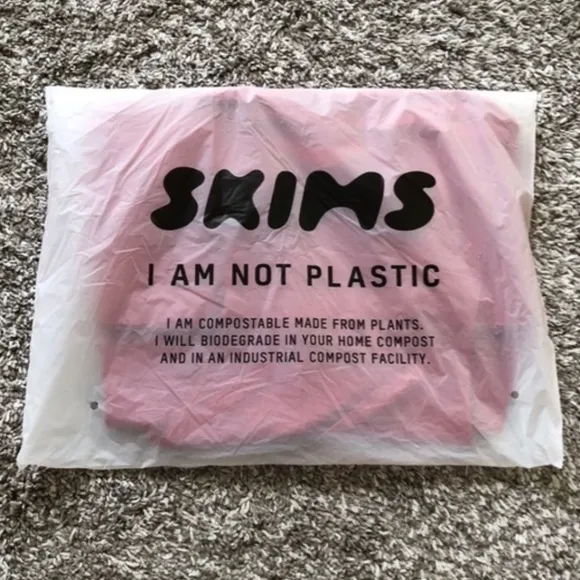 SKIMS
I AM NOT PLASTIC
I AM COMPOSTABLE MADE FROM PLANTS.
I WILL BIODEGRADE IN YOUR HOME COMPOST
AND IN AN INDUSTRIAL COMPOST FACILITY.